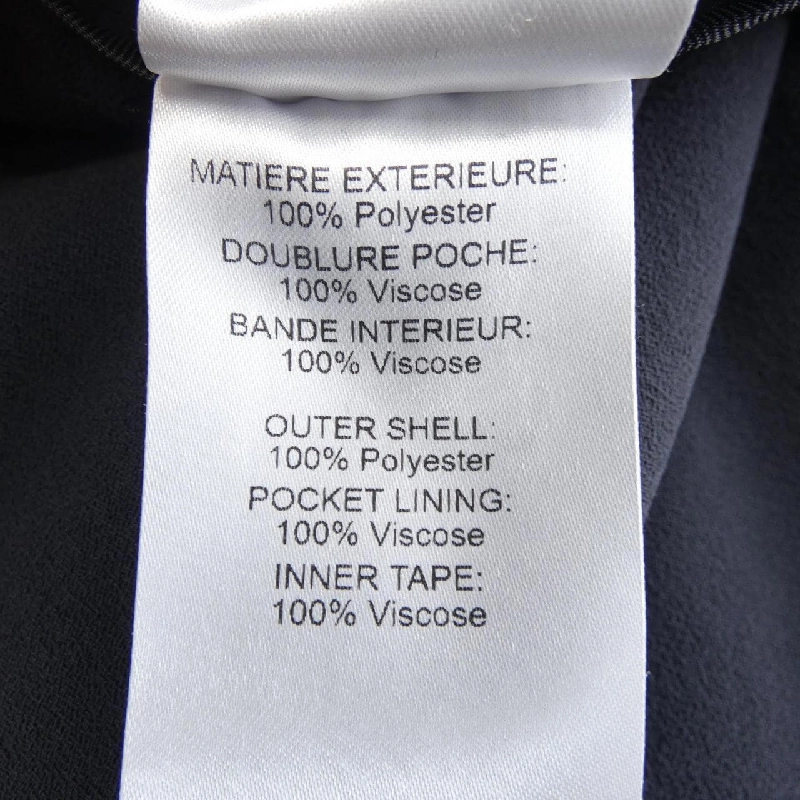 MATIERE EXTERIEURE:
100% Polyester
DOUBLURE POCHE:
100% Viscose
BANDE INTERIEUR:
100% Viscose
OUTER SHELL:
100% Polyester
POCKET LINING:
100% Viscose
INNER TAPE:
100% Viscose